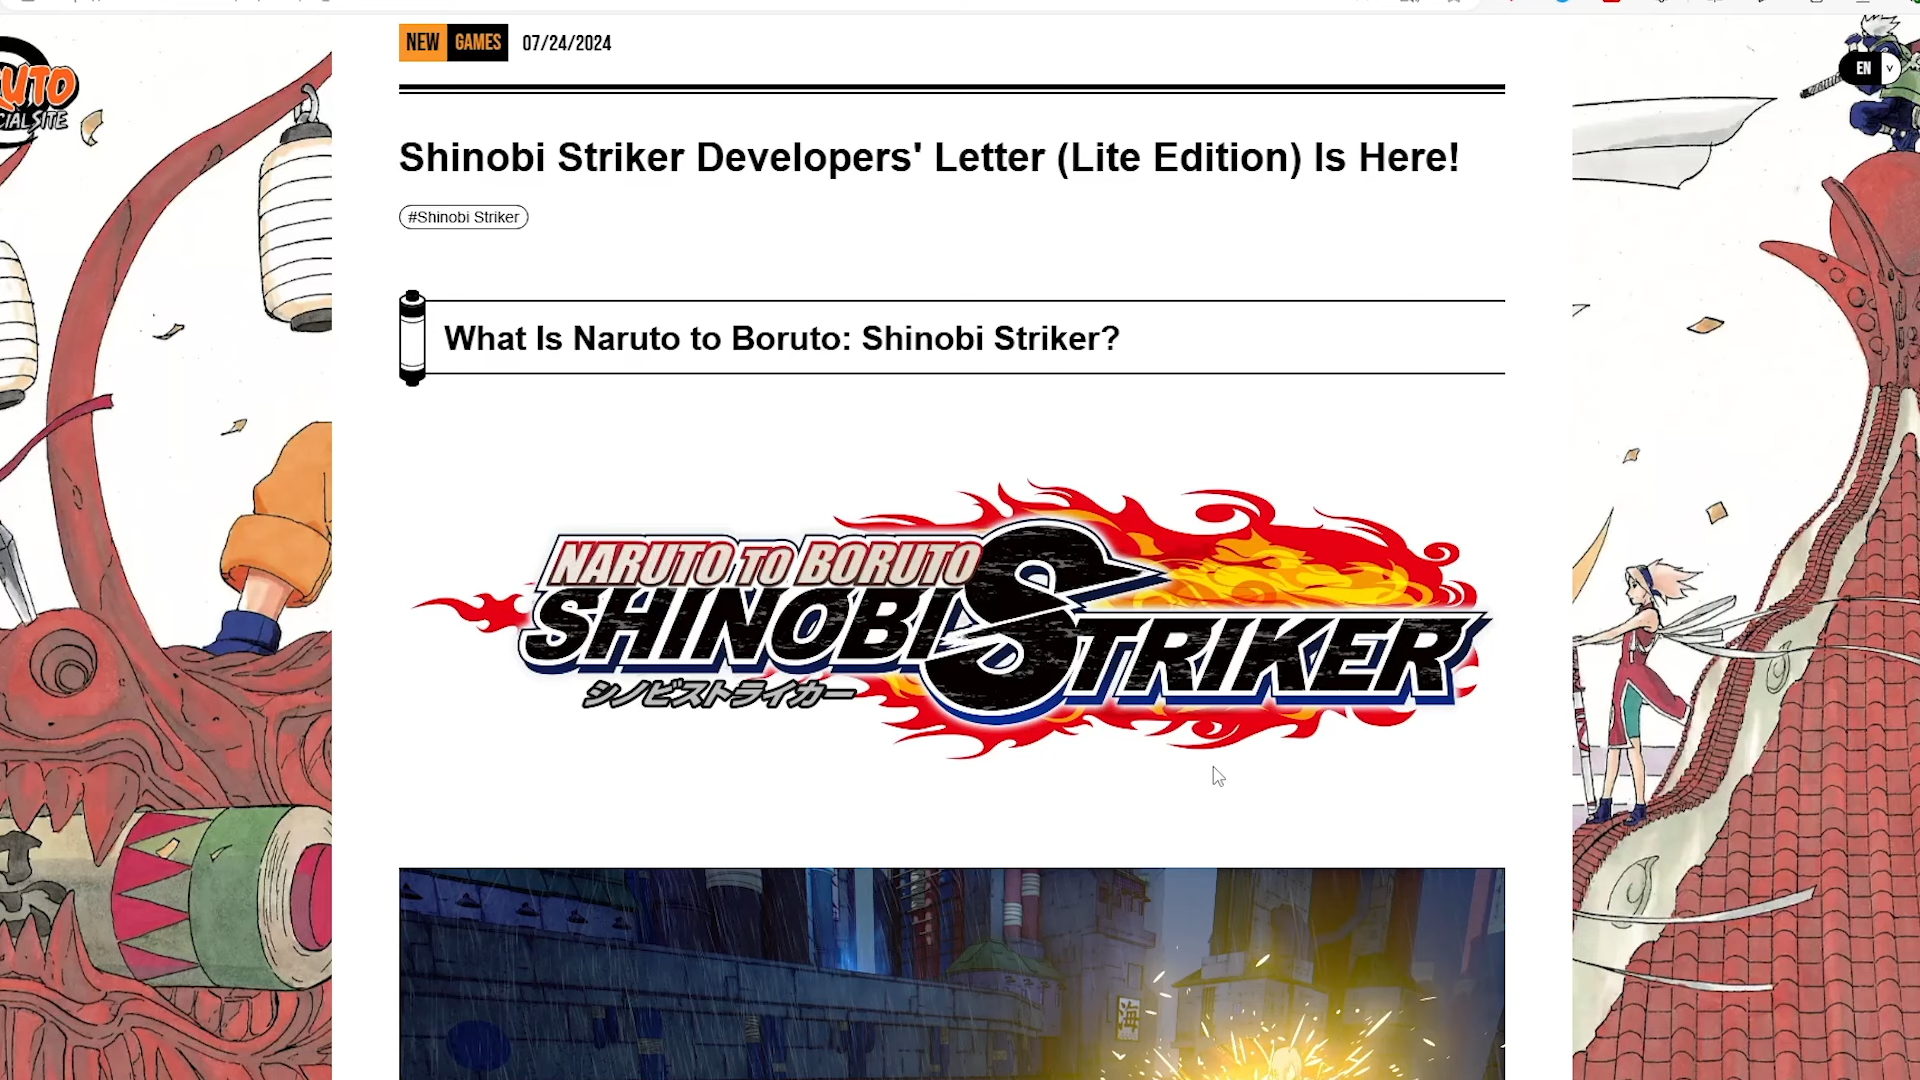 NEW GAMES 07/24/2024
EN
Shinobi Striker Developers' Letter (Lite Edition) Is Here!
#Shinobi Striker
What Is Naruto to Boruto: Shinobi Striker?
NARUTO TO BORUTO
SHINOBI STRIKER
シノビストライカー
海